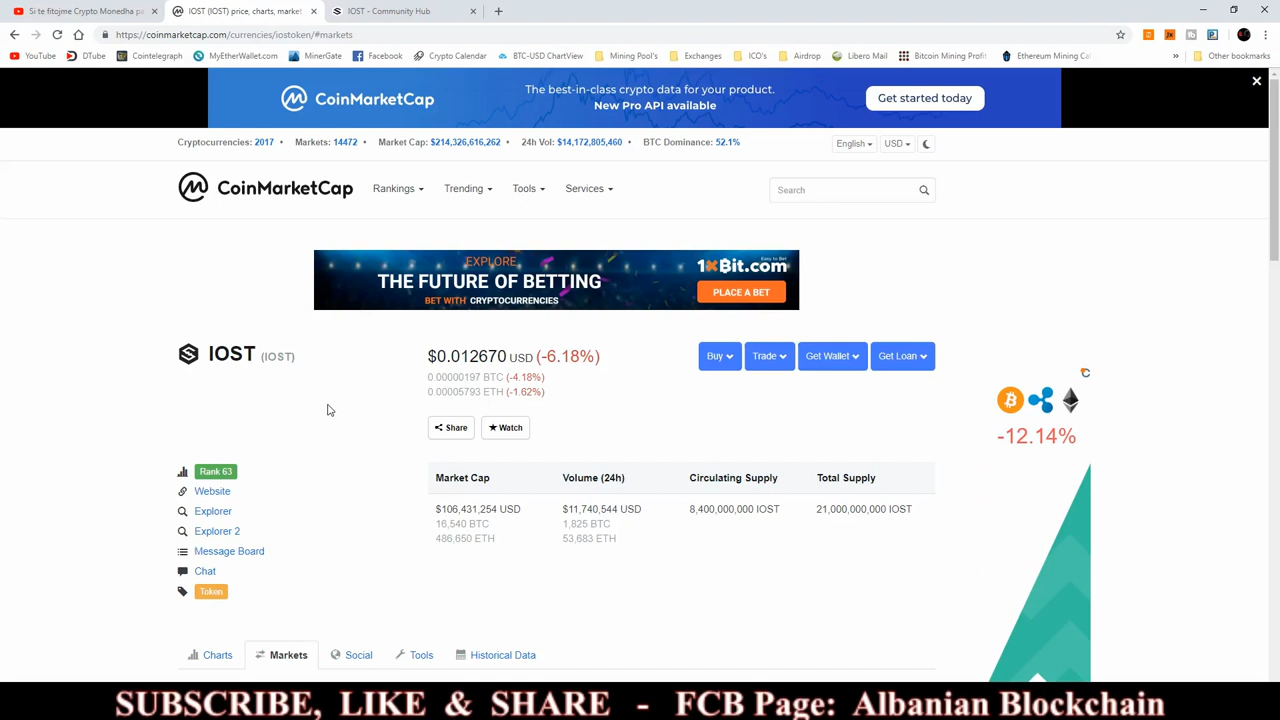 Si te fitojme Crypto Monedha pa
IOST (IOST) price, charts, market
IOST - Community Hub
https://coinmarketcap.com/currencies/iostoken/#markets
YouTube DTube Cointelegraph MyEtherWallet.com MinerGate Facebook Crypto Calendar BTC-USD ChartView Mining Pool's Exchanges ICO's Airdrop Libero Mail Bitcoin Mining Profi Ethereum Mining Ca » Other bookmarks
CoinMarketCap
The best-in-class crypto data for your product.
New Pro API available
Get started today
Cryptocurrencies: 2017 • Markets: 14472 • Market Cap: $214,326,616,262 • 24h Vol: $14,172,805,460 • BTC Dominance: 52.1%
English USD
CoinMarketCap
Rankings Trending Tools Services
Search
EXPLORE
THE FUTURE OF BETTING
BET WITH CRYPTOCURRENCIES
Easy to Bet
1xBit.com
PLACE A BET
IOST (IOST)
$0.012670 USD (-6.18%)
0.00000197 BTC (-4.18%)
0.00005793 ETH (-1.62%)
Buy Trade Get Wallet Get Loan
Share Watch
-12.14%
Rank 63
Website
Explorer
Explorer 2
Message Board
Chat
Token
Market Cap Volume (24h) Circulating Supply Total Supply
$106,431,254 USD $11,740,544 USD 8,400,000,000 IOST 21,000,000,000 IOST
16,540 BTC 1,825 BTC
486,650 ETH 53,683 ETH
Charts Markets Social Tools Historical Data
SUBSCRIBE, LIKE & SHARE - FCB Page: Albanian Blockchain